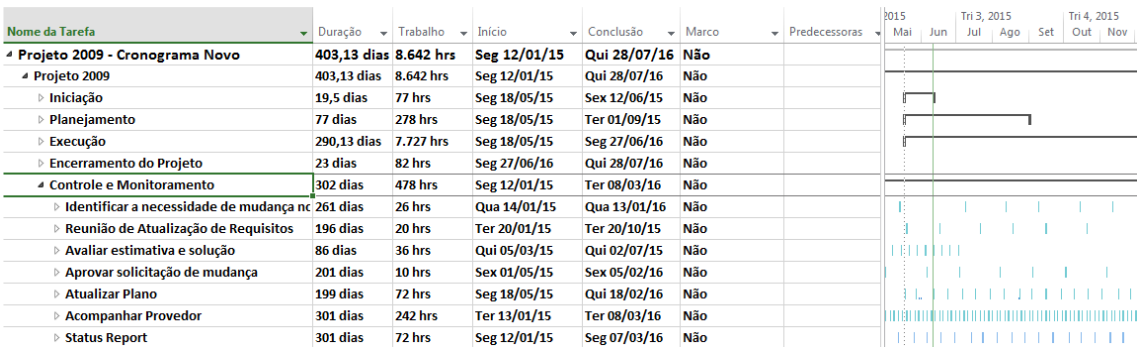 2015 Tri 3, 2015 Tri 4, 2015
Nome da Tarefa Duração Trabalho Início Conclusão Marco Predecessoras Mai Jun Jul Ago Set Out Nov
Projeto 2009 - Cronograma Novo 403,13 dias 8.642 hrs Seg 12/01/15 Qui 28/07/16 Não
Projeto 2009 403,13 dias 8.642 hrs Seg 12/01/15 Qui 28/07/16 Não
Iniciação 19,5 dias 77 hrs Seg 18/05/15 Sex 12/06/15 Não
Planejamento 77 dias 278 hrs Seg 18/05/15 Ter 01/09/15 Não
Execução 290,13 dias 7.727 hrs Seg 18/05/15 Seg 27/06/16 Não
Encerramento do Projeto 23 dias 82 hrs Seg 27/06/16 Qui 28/07/16 Não
Controle e Monitoramento 302 dias 478 hrs Seg 12/01/15 Ter 08/03/16 Não
Identificar a necessidade de mudança no 261 dias 26 hrs Qua 14/01/15 Qua 13/01/16 Não
Reunião de Atualização de Requisitos 196 dias 20 hrs Ter 20/01/15 Ter 20/10/15 Não
Avaliar estimativa e solução 86 dias 36 hrs Qui 05/03/15 Qui 02/07/15 Não
Aprovar solicitação de mudança 201 dias 10 hrs Sex 01/05/15 Sex 05/02/16 Não
Atualizar Plano 199 dias 72 hrs Seg 18/05/15 Qui 18/02/16 Não
Acompanhar Provedor 301 dias 242 hrs Ter 13/01/15 Ter 08/03/16 Não
Status Report 301 dias 72 hrs Seg 12/01/15 Seg 07/03/16 Não